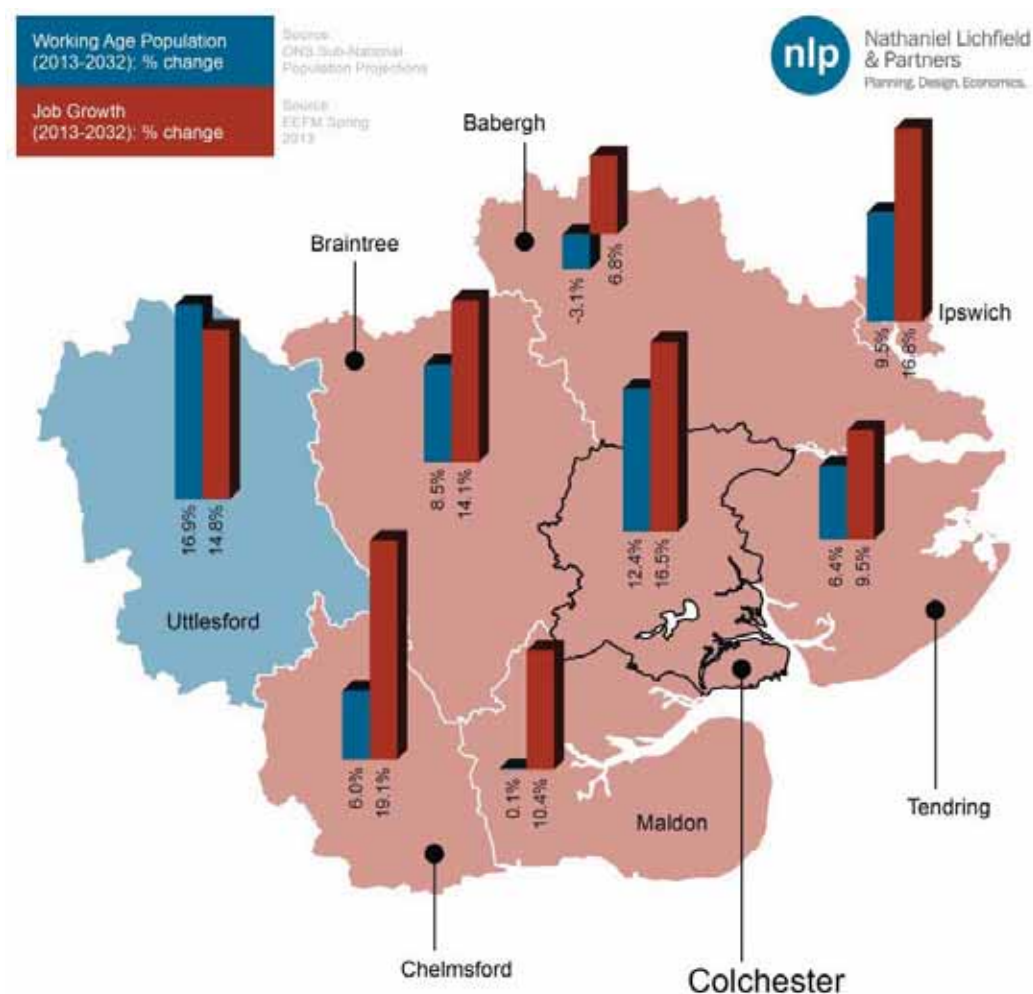 Working Age Population
(2013-2032): % change
Source
ONS Sub-National
Population Projections
Job Growth
(2013-2032): % change
Source
EEFM Spring
2013
nlp
Nathaniel Lichfield
& Partners
Planning. Design. Economics.
Babergh
Braintree
-3.1%
6.8%
Ipswich
9.5%
16.8%
8.5%
14.1%
16.9%
14.8%
12.4%
16.5%
6.4%
9.5%
Uttlesford
6.0%
19.1%
0.1%
10.4%
Maldon
Tendring
Chelmsford
Colchester